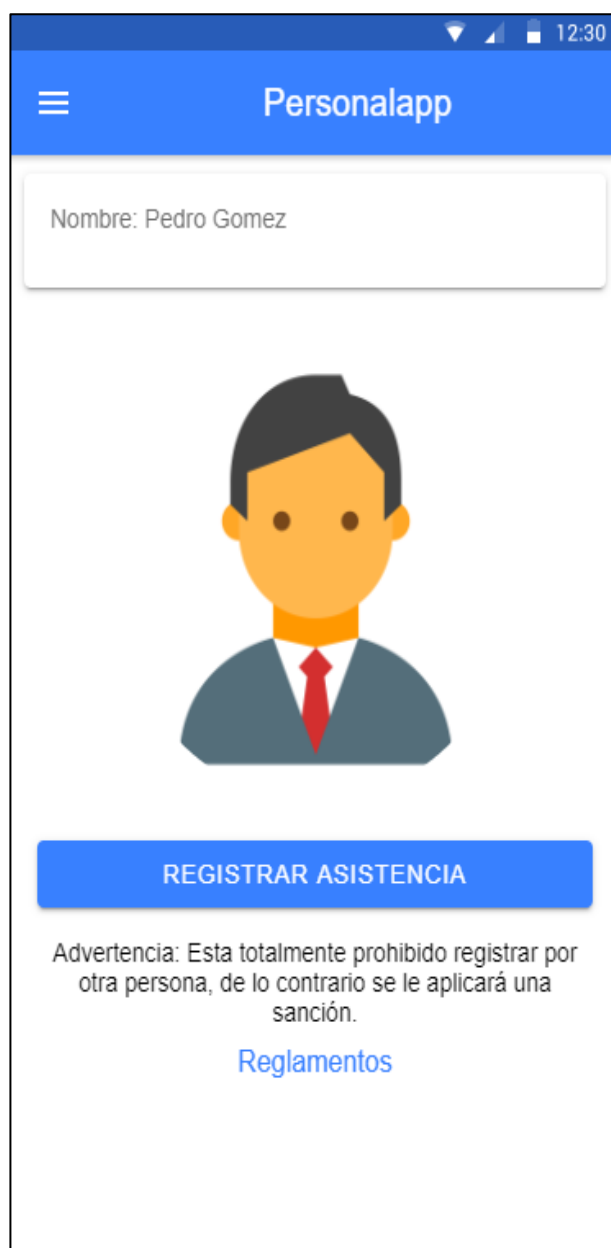 12:30
Personalapp
Nombre: Pedro Gomez
REGISTRAR ASISTENCIA
Advertencia: Esta totalmente prohibido registrar por
otra persona, de lo contrario se le aplicará una
sanción.
Reglamentos